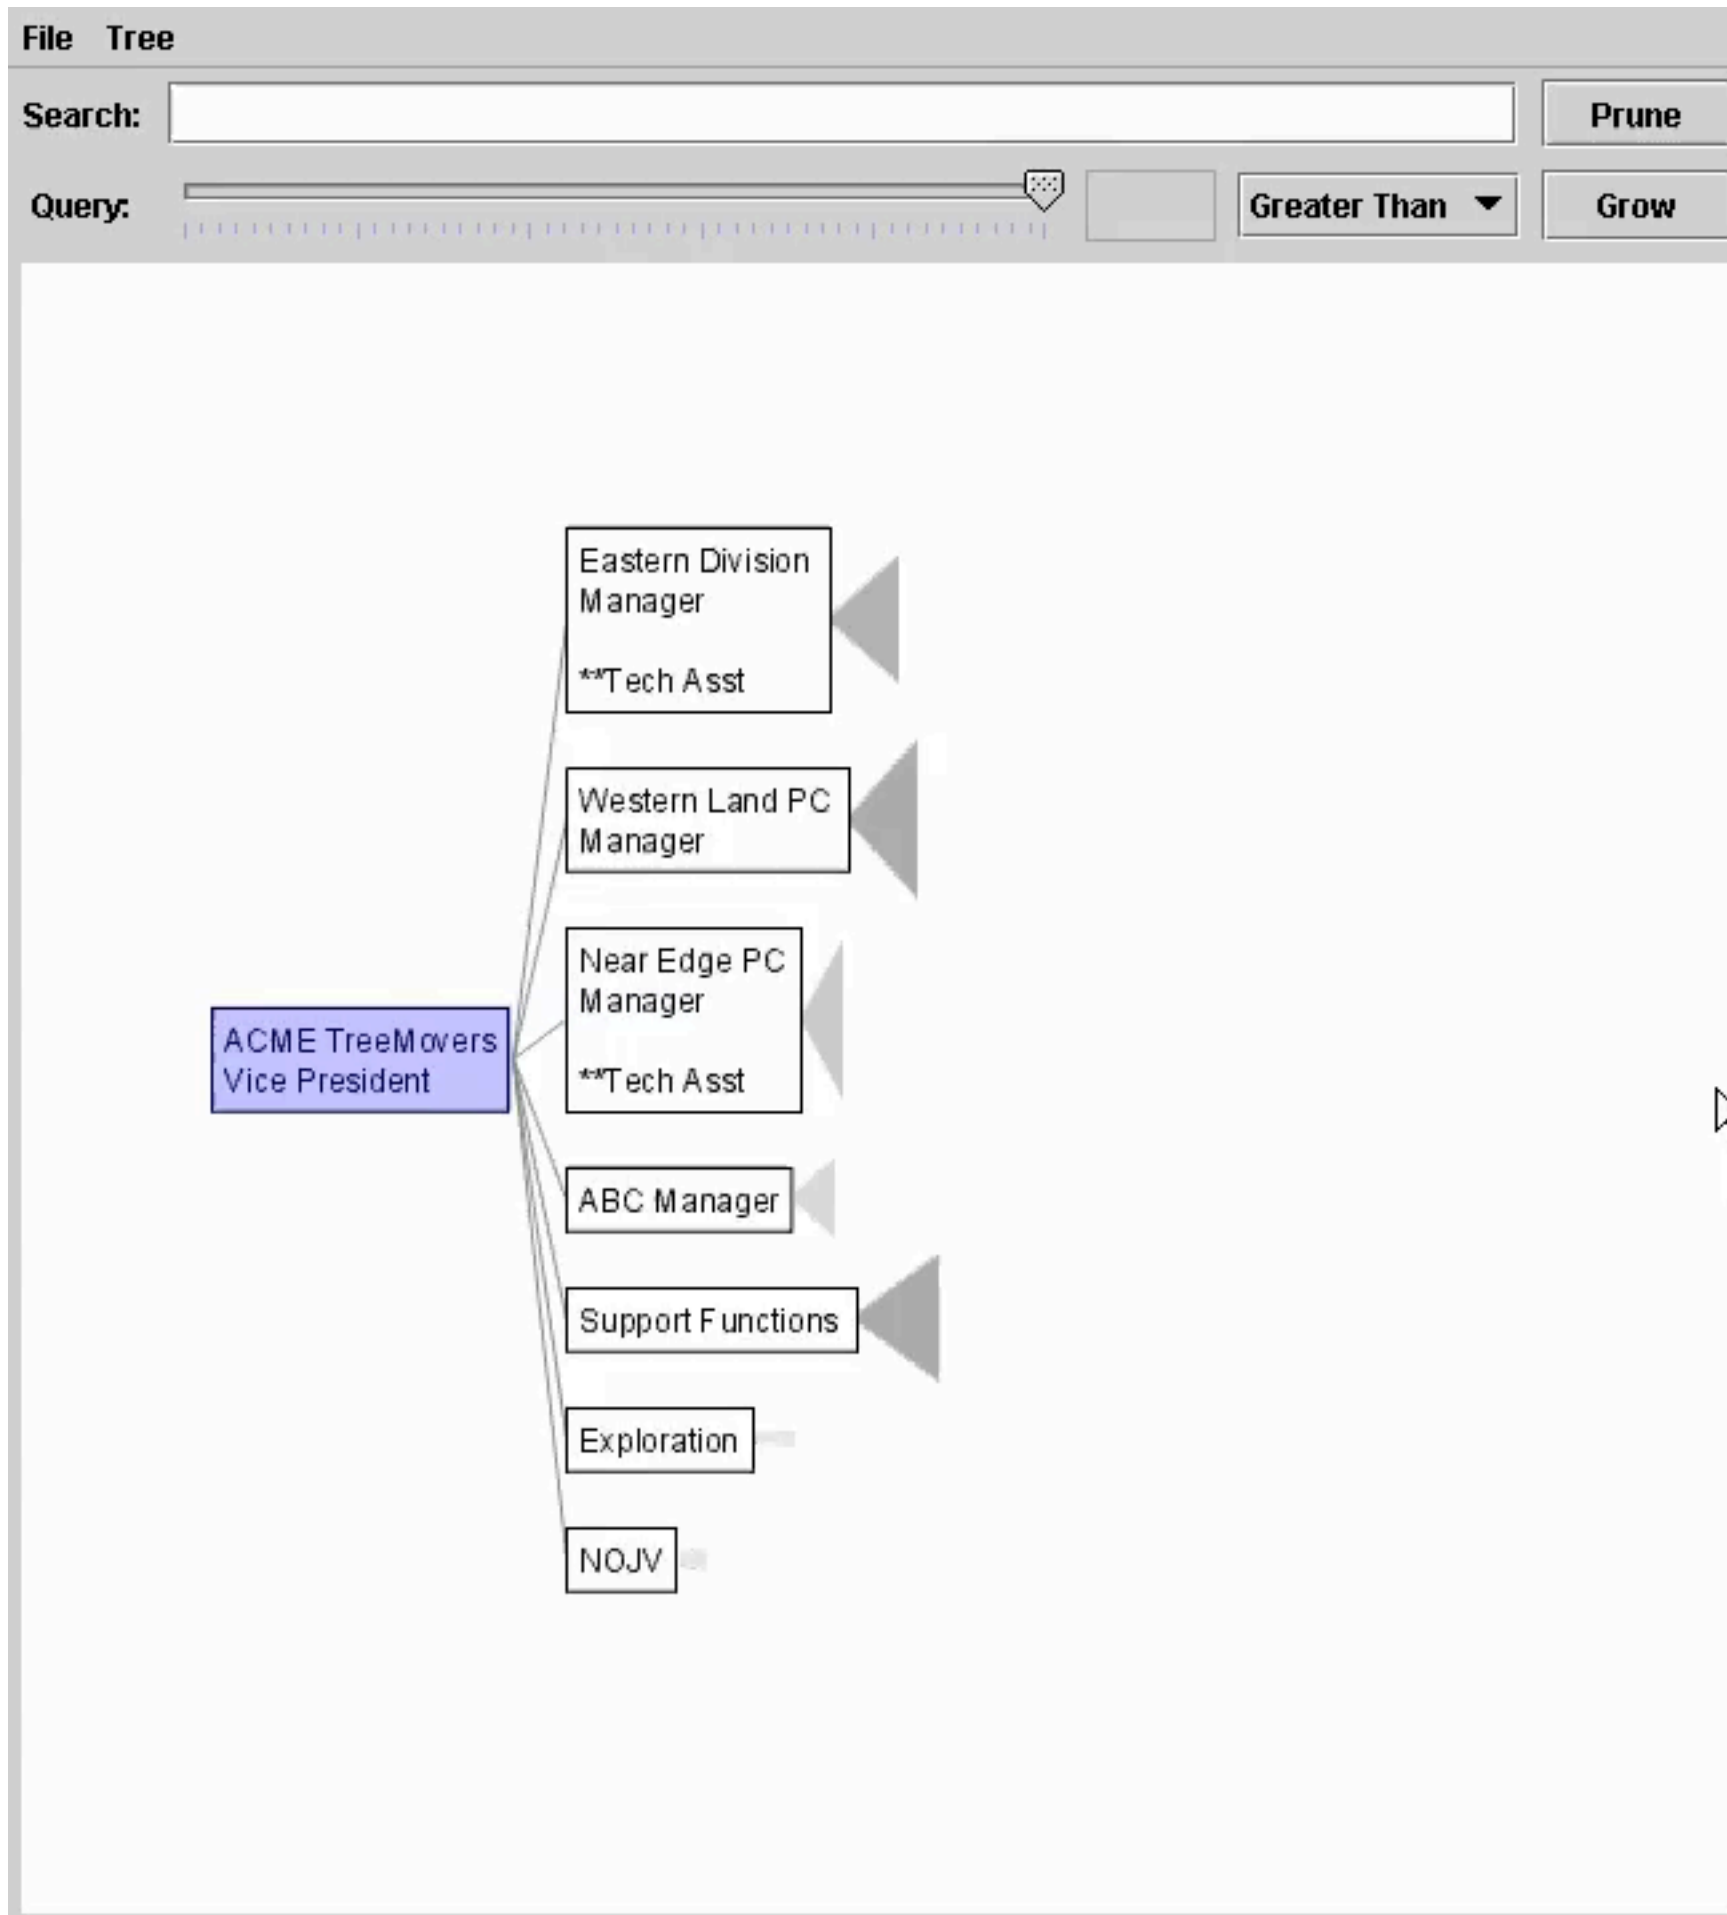 File Tree
Search: Prune
Query: Greater Than Grow
Eastern Division
Manager
**Tech Asst
Western Land PC
Manager
Near Edge PC
Manager
**Tech Asst
ACME TreeMovers
Vice President
ABC Manager
Support Functions
Exploration
NOJV